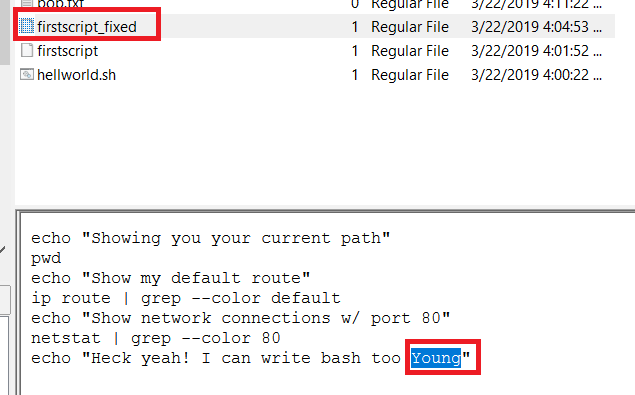 pop.txt 0 Regular File 3/22/2019 4:11:22 ...
firstscript_fixed 1 Regular File 3/22/2019 4:04:53 ...
firstscript 1 Regular File 3/22/2019 4:01:52 ...
hellworld.sh 1 Regular File 3/22/2019 4:00:22 ...
echo "Showing you your current path"
pwd
echo "Show my default route"
ip route | grep --color default
echo "Show network connections w/ port 80"
netstat | grep --color 80
echo "Heck yeah! I can write bash too Young"